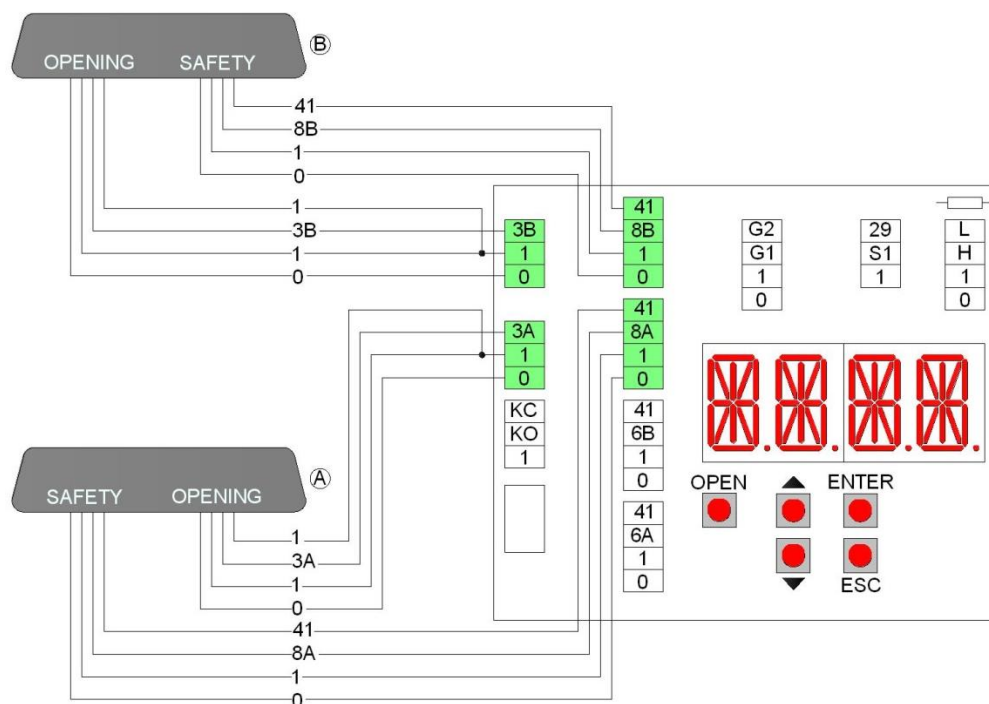 B
OPENING SAFETY
41
8B
1
0
1
3B
1
0
3B
1
0
41
8B
1
0
G2
G1
1
0
29
S1
1
L
H
1
0
3A
1
0
41
8A
1
0
KC
KO
1
41
6B
1
0
41
6A
1
0
OPEN
ENTER
ESC
A
SAFETY OPENING
1
3A
1
0
41
8A
1
0